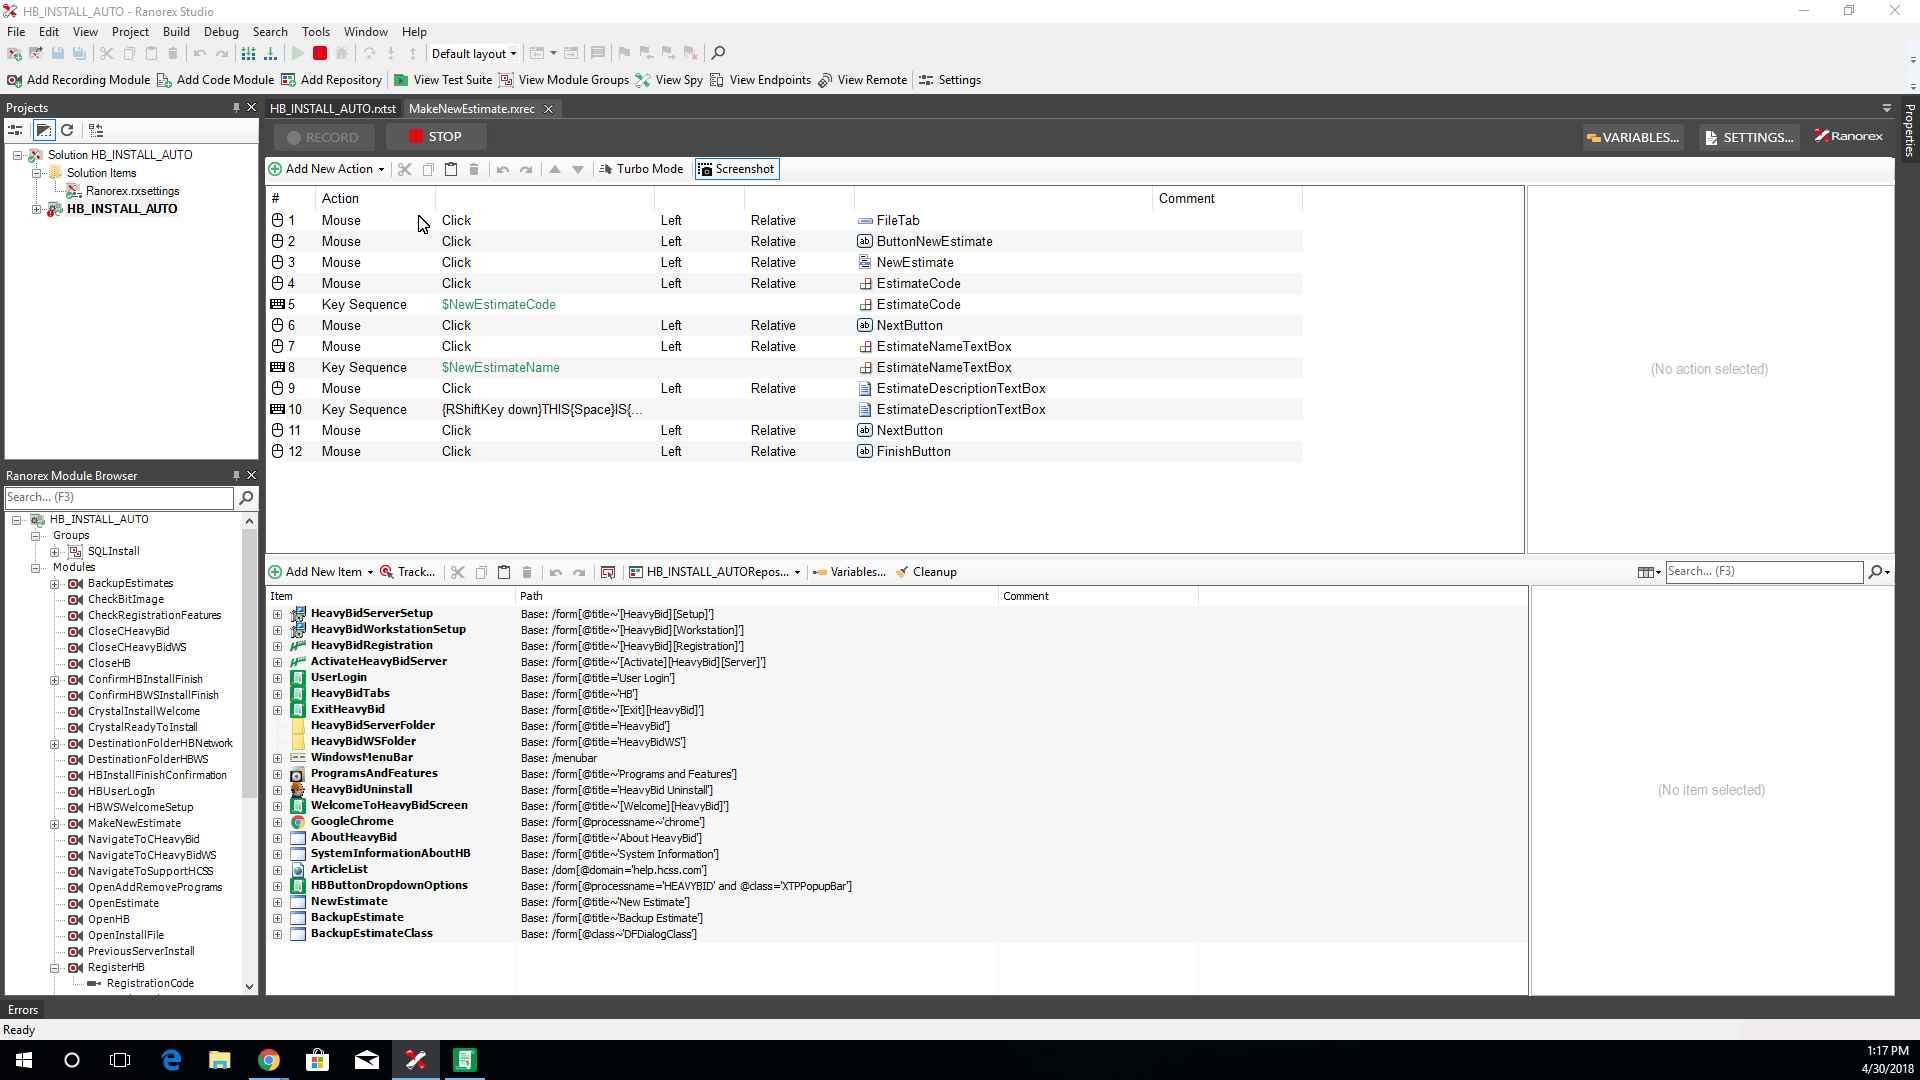 HB_INSTALL_AUTO - Ranorex Studio
File Edit View Project Build Debug Search Tools Window Help
Default layout
Add Recording Module Add Code Module Add Repository View Test Suite View Module Groups View Spy View Endpoints View Remote Settings
Projects
HB_INSTALL_AUTO.rxtst MakeNewEstimate.rxrec
Properties
RECORD STOP VARIABLES... SETTINGS... Ranorex
Solution HB_INSTALL_AUTO
Solution Items
Ranorex.rxsettings
HB_INSTALL_AUTO
Add New Action Turbo Mode Screenshot
# Action Comment
1 Mouse Click Left Relative FileTab
2 Mouse Click Left Relative ButtonNewEstimate
3 Mouse Click Left Relative NewEstimate
4 Mouse Click Left Relative EstimateCode
5 Key Sequence $NewEstimateCode EstimateCode
6 Mouse Click Left Relative NextButton
7 Mouse Click Left Relative EstimateNameTextBox
8 Key Sequence $NewEstimateName EstimateNameTextBox
9 Mouse Click Left Relative EstimateDescriptionTextBox
10 Key Sequence {RShiftKey down}THIS{Space}IS{... EstimateDescriptionTextBox
11 Mouse Click Left Relative NextButton
12 Mouse Click Left Relative FinishButton
(No action selected)
Ranorex Module Browser
Search... (F3)
HB_INSTALL_AUTO
Groups
SQLInstall
Modules
BackupEstimates
CheckBitImage
CheckRegistrationFeatures
CloseCHeavyBid
CloseCHeavyBidWS
CloseHB
ConfirmHBInstallFinish
ConfirmHBWSInstallFinish
CrystalInstallWelcome
CrystalReadyToInstall
DestinationFolderHBNetwork
DestinationFolderHBWS
HBInstallFinishConfirmation
HBUserLogIn
HBWSWelcomeSetup
MakeNewEstimate
NavigateToCHeavyBid
NavigateToCHeavyBidWS
NavigateToSupportHCSS
OpenAddRemovePrograms
OpenEstimate
OpenHB
OpenInstallFile
PreviousServerInstall
RegisterHB
RegistrationCode
Add New Item Track... HB_INSTALL_AUTORepos... Variables... Cleanup Search... (F3)
Item Path Comment
HeavyBidServerSetup Base: /form[@title~'[HeavyBid][Setup]']
HeavyBidWorkstationSetup Base: /form[@title~'[HeavyBid][Workstation]']
HeavyBidRegistration Base: /form[@title~'[HeavyBid][Registration]']
ActivateHeavyBidServer Base: /form[@title~'[Activate][HeavyBid][Server]']
UserLogin Base: /form[@title='User Login']
HeavyBidTabs Base: /form[@title~'HB']
ExitHeavyBid Base: /form[@title~'[Exit][HeavyBid]']
HeavyBidServerFolder Base: /form[@title='HeavyBid']
HeavyBidWSFolder Base: /form[@title='HeavyBidWS']
WindowsMenuBar Base: /menubar
ProgramsAndFeatures Base: /form[@title~'Programs and Features']
HeavyBidUninstall Base: /form[@title='HeavyBid Uninstall']
WelcomeToHeavyBidScreen Base: /form[@title~'[Welcome][HeavyBid]']
GoogleChrome Base: /form[@processname~'chrome']
AboutHeavyBid Base: /form[@title~'About HeavyBid']
SystemInformationAboutHB Base: /form[@title~'System Information']
ArticleList Base: /dom[@domain='help.hcss.com']
HBButtonDropdownOptions Base: /form[@processname='HEAVYBID' and @class='XTPPopupBar']
NewEstimate Base: /form[@title~'New Estimate']
BackupEstimate Base: /form[@title~'Backup Estimate']
BackupEstimateClass Base: /form[@class~'DFDialogClass']
(No item selected)
Errors
Ready
1:17 PM
4/30/2018